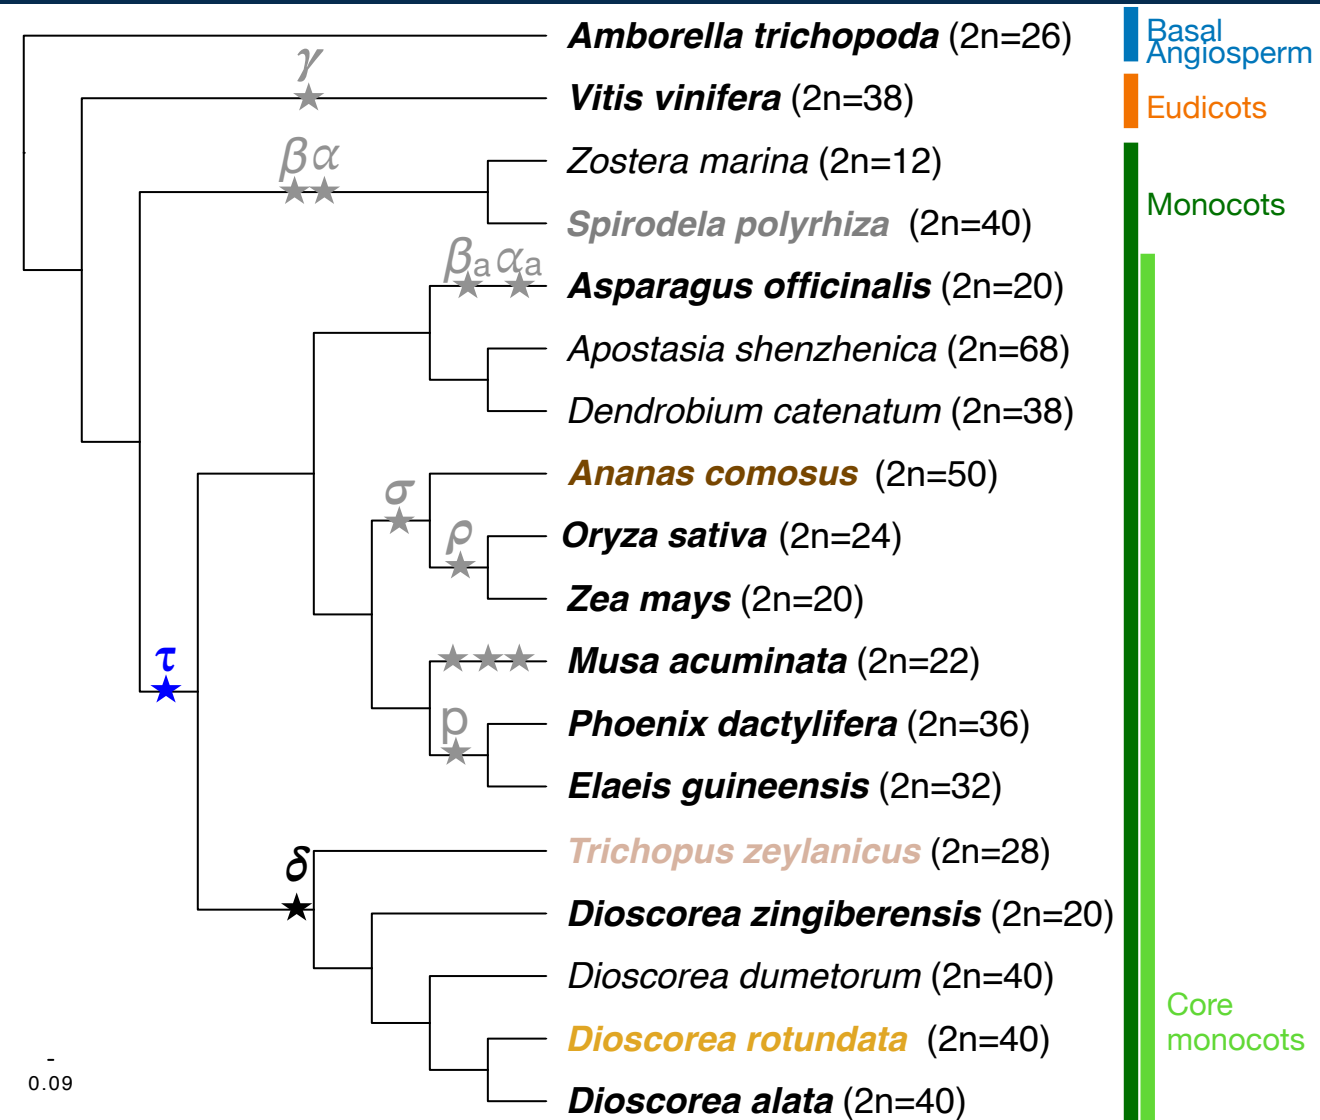 Amborella trichopoda (2n=26)
Basal
Angiosperm
γ
Vitis vinifera (2n=38)
Eudicots
β α
Zostera marina (2n=12)
Monocots
Spirodela polyrhiza (2n=40)
βa αa
Asparagus officinalis (2n=20)
Apostasia shenzhenica (2n=68)
Dendrobium catenatum (2n=38)
Ananas comosus (2n=50)
σ
Oryza sativa (2n=24)
ρ
Zea mays (2n=20)
τ
Musa acuminata (2n=22)
p
Phoenix dactylifera (2n=36)
Elaeis guineensis (2n=32)
δ
Trichopus zeylanicus (2n=28)
Dioscorea zingiberensis (2n=20)
Dioscorea dumetorum (2n=40)
Core
monocots
Dioscorea rotundata (2n=40)
0.09
Dioscorea alata (2n=40)